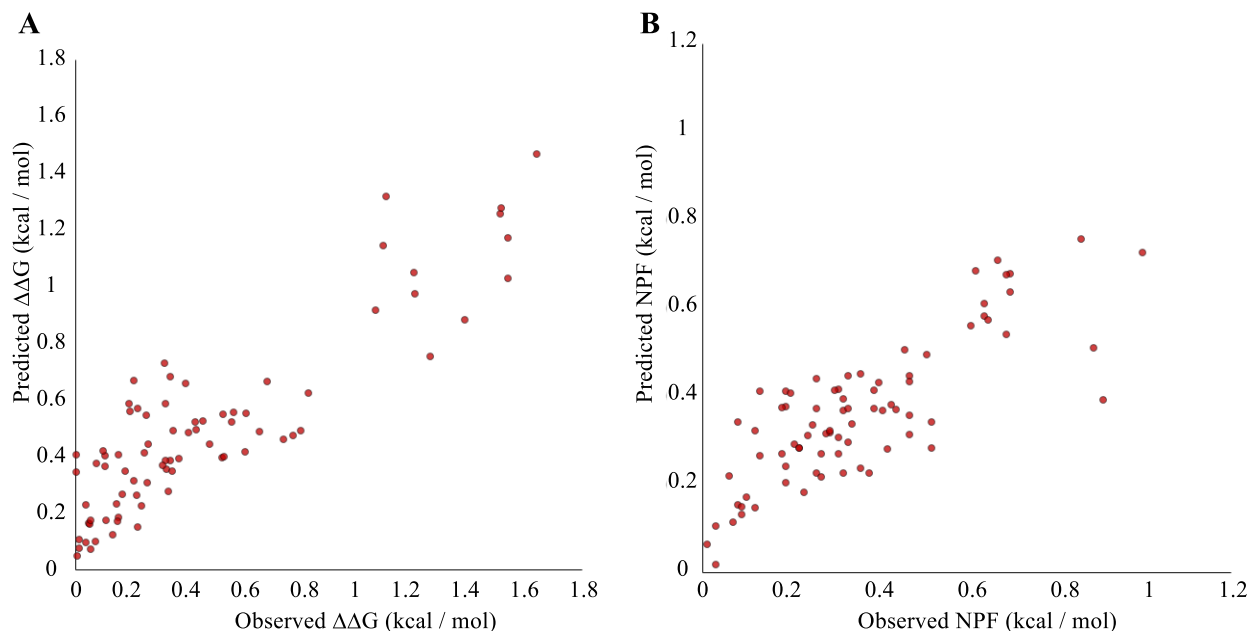 A
1.8
1.6
1.4
1.2
1
0.8
0.6
0.4
0.2
0
Predicted ΔΔG (kcal / mol)
0 0.2 0.4 0.6 0.8 1 1.2 1.4 1.6 1.8
Observed ΔΔG (kcal / mol)
B
1.2
1
0.8
0.6
0.4
0.2
0
Predicted NPF (kcal / mol)
0 0.2 0.4 0.6 0.8 1 1.2
Observed NPF (kcal / mol)